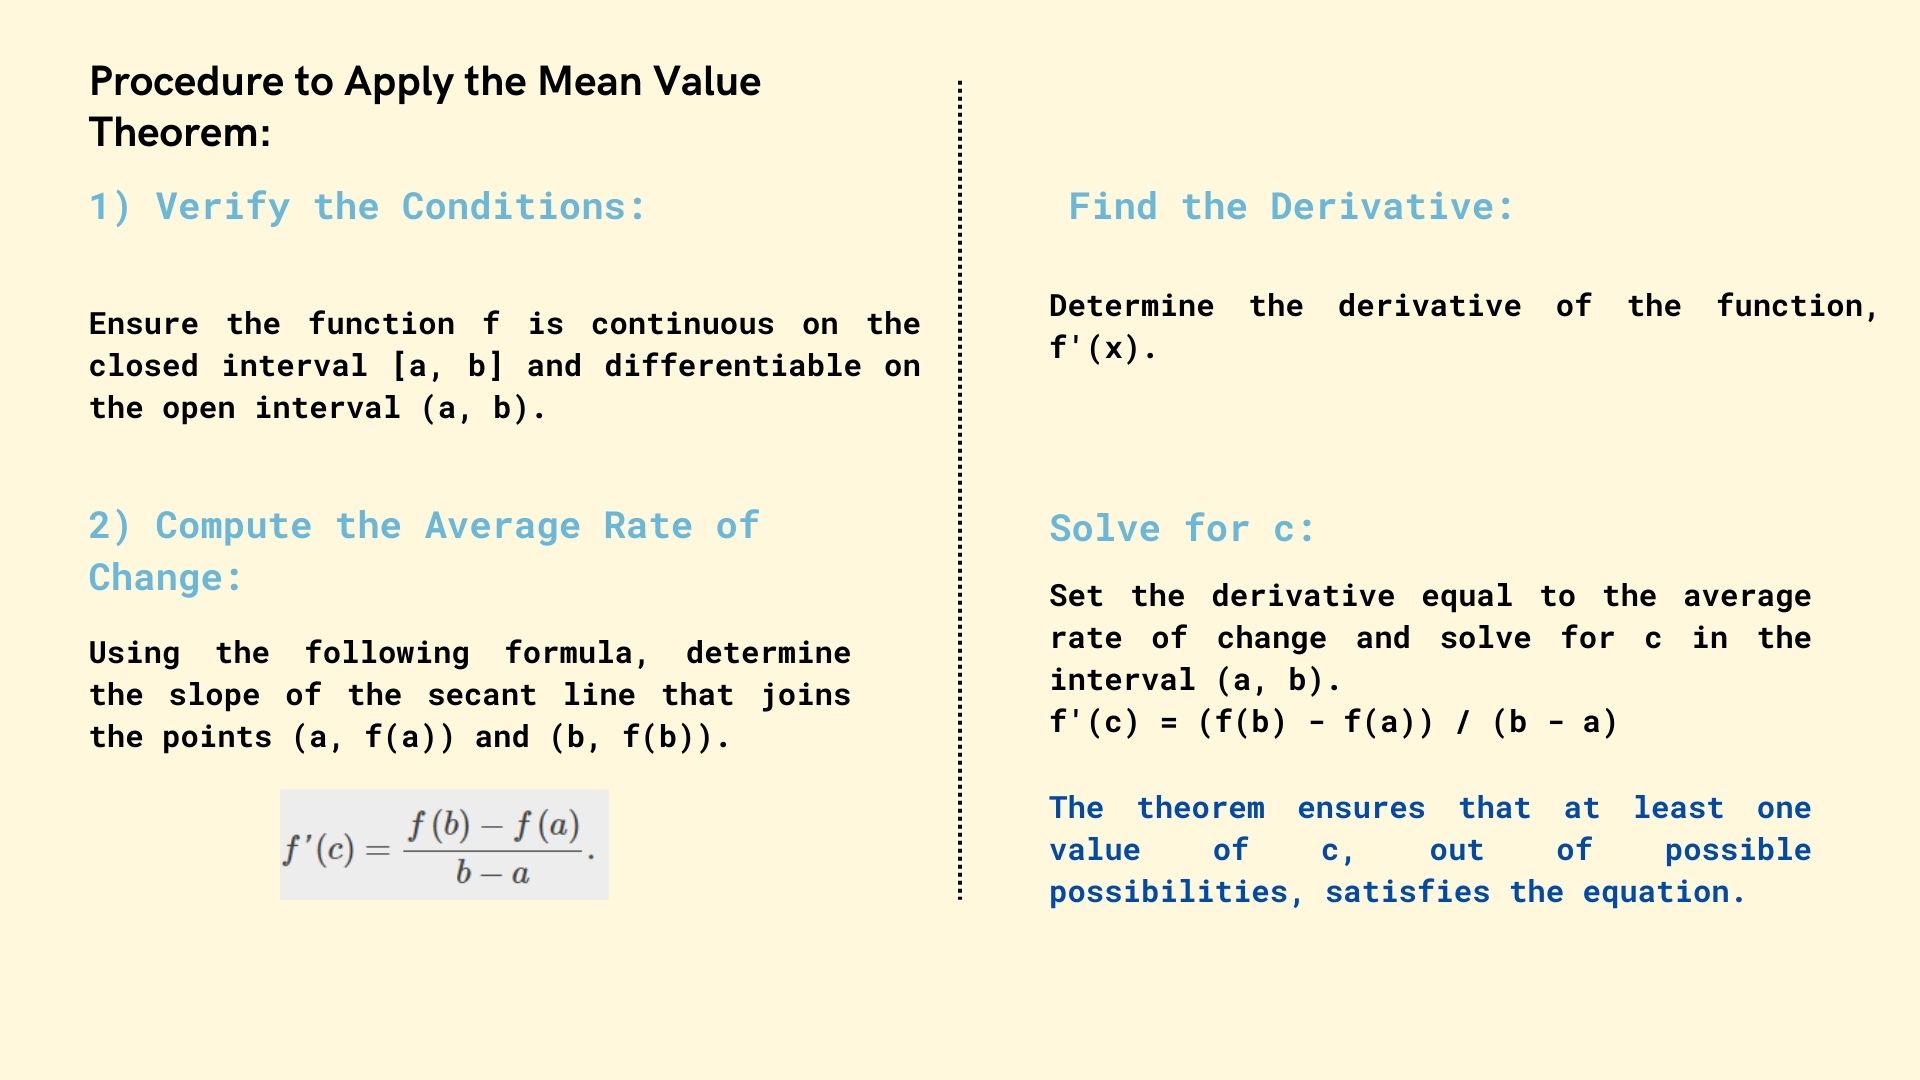 Procedure to Apply the Mean Value
Theorem:
1) Verify the Conditions:
Ensure the function f is continuous on the
closed interval [a, b] and differentiable on
the open interval (a, b).
2) Compute the Average Rate of
Change:
Using the following formula, determine
the slope of the secant line that joins
the points (a, f(a)) and (b, f(b)).
f ′(c) = f (b) − f (a) / b − a .
Find the Derivative:
Determine the derivative of the function,
f'(x).
Solve for c:
Set the derivative equal to the average
rate of change and solve for c in the
interval (a, b).
f'(c) = (f(b) - f(a)) / (b - a)
The theorem ensures that at least one
value of c, out of possible
possibilities, satisfies the equation.